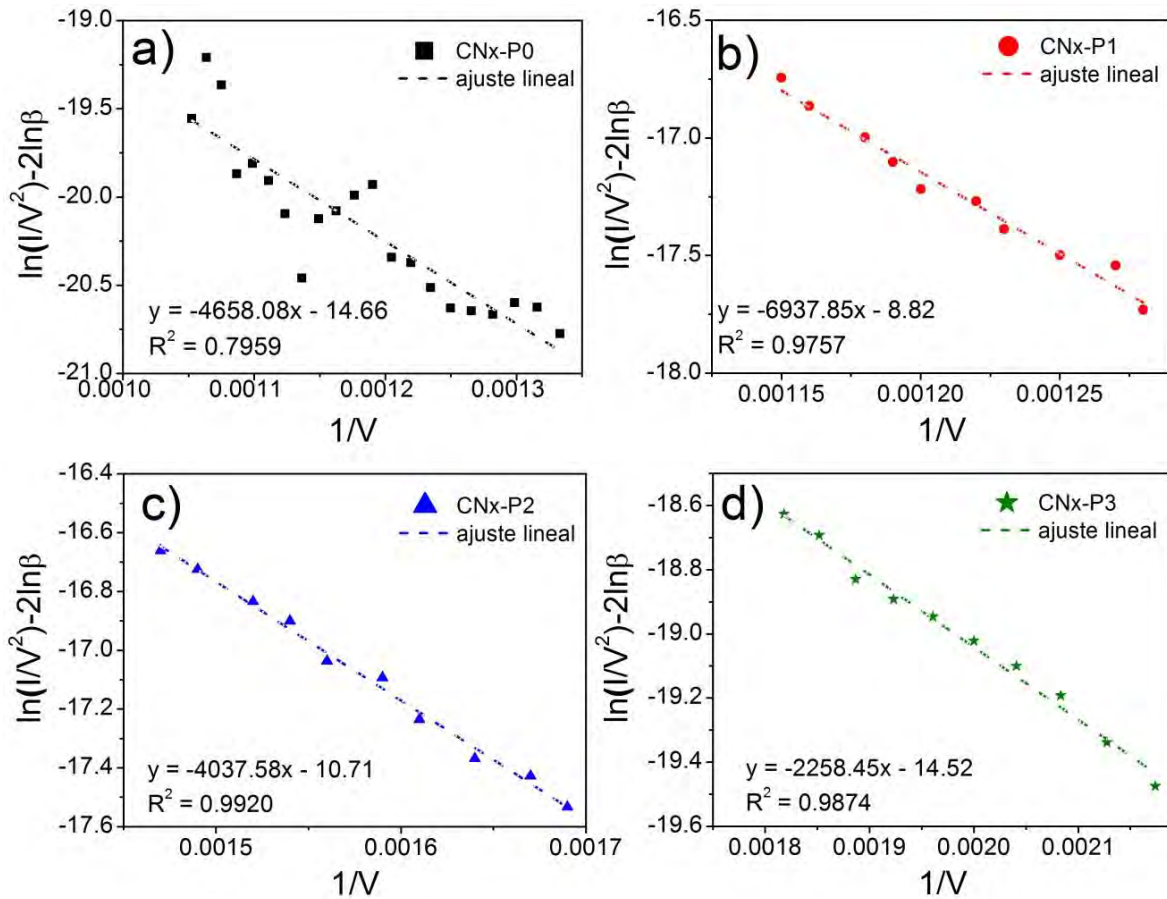 a)
CNx-P0
ajuste lineal
ln(I/V²)-2lnβ
-19.0
-19.5
-20.0
-20.5
-21.0
y = -4658.08x - 14.66
R² = 0.7959
0.0010 0.0011 0.0012 0.0013
1/V
b)
CNx-P1
ajuste lineal
ln(I/V²)-2lnβ
-16.5
-17.0
-17.5
-18.0
y = -6937.85x - 8.82
R² = 0.9757
0.00115 0.00120 0.00125
1/V
c)
CNx-P2
ajuste lineal
ln(I/V²)-2lnβ
-16.4
-16.6
-16.8
-17.0
-17.2
-17.4
-17.6
y = -4037.58x - 10.71
R² = 0.9920
0.0015 0.0016 0.0017
1/V
d)
CNx-P3
ajuste lineal
ln(I/V²)-2lnβ
-18.6
-18.8
-19.0
-19.2
-19.4
-19.6
y = -2258.45x - 14.52
R² = 0.9874
0.0018 0.0019 0.0020 0.0021
1/V